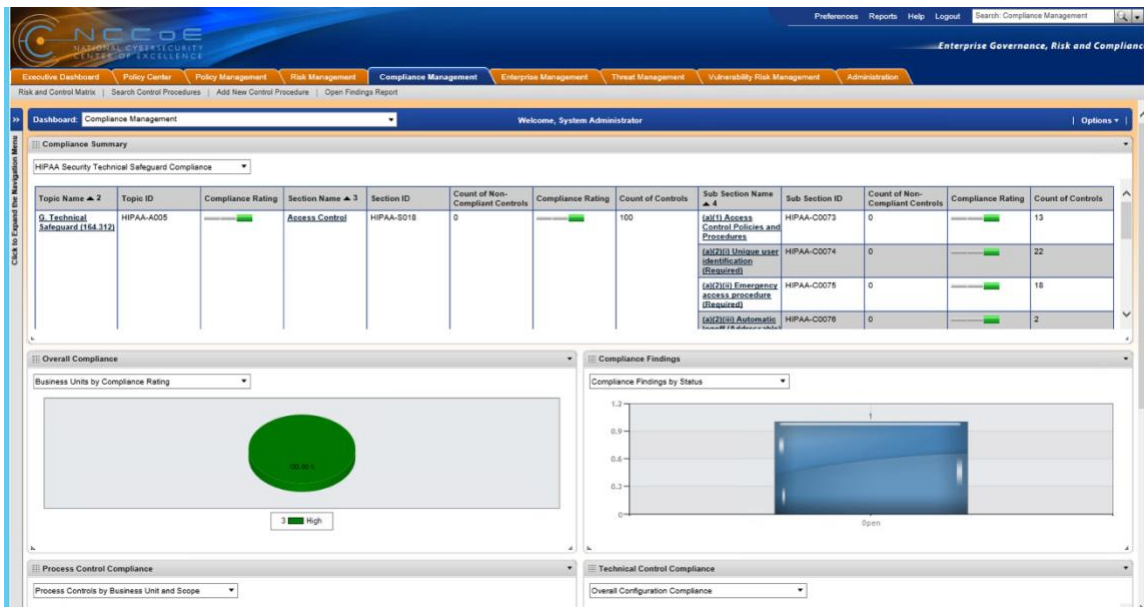 NCCoE
NATIONAL CYBERSECURITY
CENTER OF EXCELLENCE
Preferences Reports Help Logout Search: Compliance Management
Enterprise Governance, Risk and Complianc
Executive Dashboard Policy Center Policy Management Risk Management Compliance Management Enterprise Management Threat Management Vulnerability Risk Management Administration
Risk and Control Matrix | Search Control Procedures | Add New Control Procedure | Open Findings Report
Click to Expand the Navigation Menu
Dashboard: Compliance Management Welcome, System Administrator | Options |
Compliance Summary
HIPAA Security Technical Safeguard Compliance
Topic Name 2 Topic ID Compliance Rating Section Name 3 Section ID Count of Non-Compliant Controls Compliance Rating Count of Controls Sub Section Name 4 Sub Section ID Count of Non-Compliant Controls Compliance Rating Count of Controls
G. Technical Safeguard (164.312) HIPAA-A005 Access Control HIPAA-S018 0 100
(a)(1) Access Control Policies and Procedures HIPAA-C0073 0 13
(a)(2)(i) Unique user identification (Required) HIPAA-C0074 0 22
(a)(2)(ii) Emergency access procedure (Required) HIPAA-C0075 0 18
(a)(2)(iii) Automatic logoff (Addressable) HIPAA-C0076 0 2
Overall Compliance
Business Units by Compliance Rating
100.00 %
3 High
Compliance Findings
Compliance Findings by Status
1.2
0.9
0.6
0.3
0
1
Open
Process Control Compliance
Process Controls by Business Unit and Scope
Technical Control Compliance
Overall Configuration Compliance